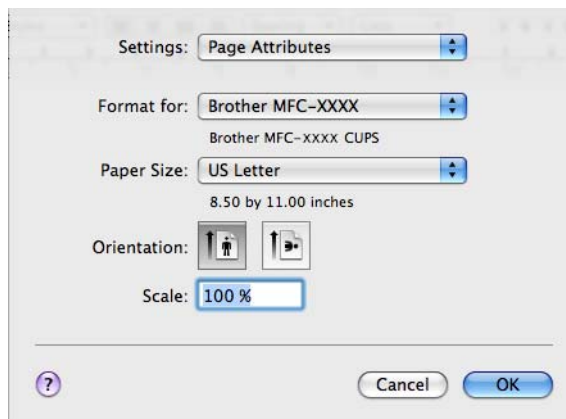 Settings: Page Attributes
Format for: Brother MFC-XXXX
Brother MFC-XXXX CUPS
Paper Size: US Letter
8.50 by 11.00 inches
Orientation:
Scale: 100 %
? Cancel OK